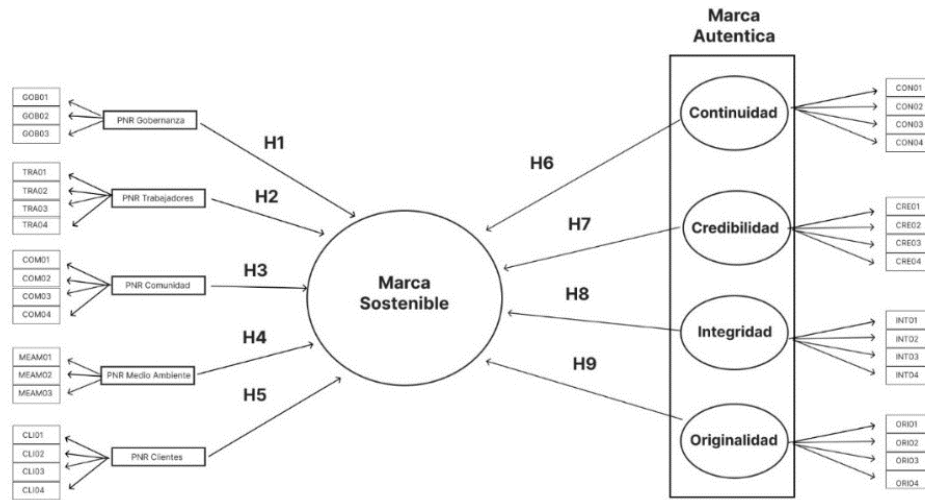 Marca
Autentica
GOB01
GOB02
GOB03
PNR Gobernanza
H1
TRA01
TRA02
TRA03
TRA04
PNR Trabajadores
H2
COM01
COM02
COM03
COM04
PNR Comunidad
H3
MEAM01
MEAM02
MEAM03
PNR Medio Ambiente
H4
CLI01
CLI02
CLI03
CLI04
PNR Clientes
H5
Marca
Sostenible
H6
H7
H8
H9
Continuidad
CON01
CON02
CON03
CON04
Credibilidad
CRE01
CRE02
CRE03
CRE04
Integridad
INT01
INT02
INT03
INT04
Originalidad
ORI01
ORI02
ORI03
ORI04